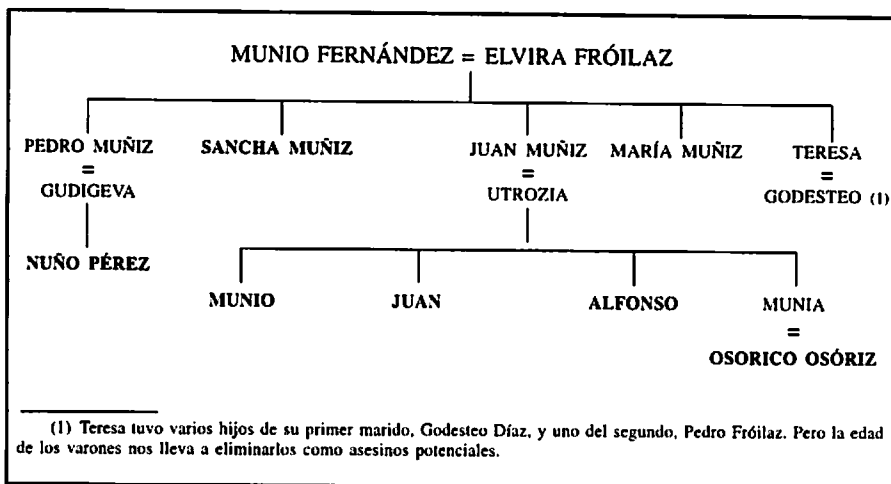 MUNIO FERNÁNDEZ = ELVIRA FRÓILAZ
PEDRO MUÑIZ SANCHA MUÑIZ JUAN MUÑIZ MARÍA MUÑIZ TERESA
= = =
GUDIGEVA UTROZIA GODESTEO (1)
NUÑO PÉREZ
MUNIO JUAN ALFONSO MUNIA
=
OSORICO OSÓRIZ
(1) Teresa tuvo varios hijos de su primer marido, Godesteo Díaz, y uno del segundo, Pedro Fróilaz. Pero la edad
de los varones nos lleva a eliminarlos como asesinos potenciales.